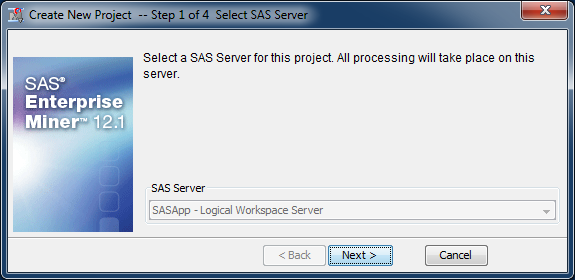 Create New Project -- Step 1 of 4 Select SAS Server
SAS®
Enterprise
Miner™ 12.1
Select a SAS Server for this project. All processing will take place on this
server.
SAS Server
SASApp - Logical Workspace Server
< Back
Next >
Cancel